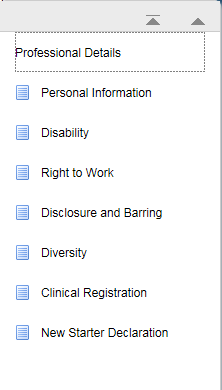 Professional Details
Personal Information
Disability
Right to Work
Disclosure and Barring
Diversity
Clinical Registration
New Starter Declaration